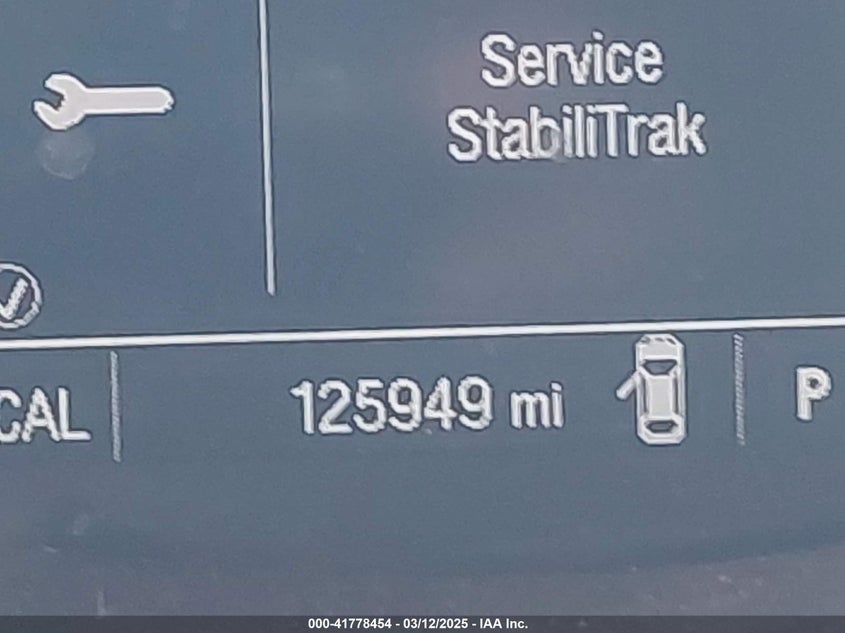 Service
StabiliTrak
CAL
125949 mi
P
000-41778454 - 03/12/2025 - IAA Inc.